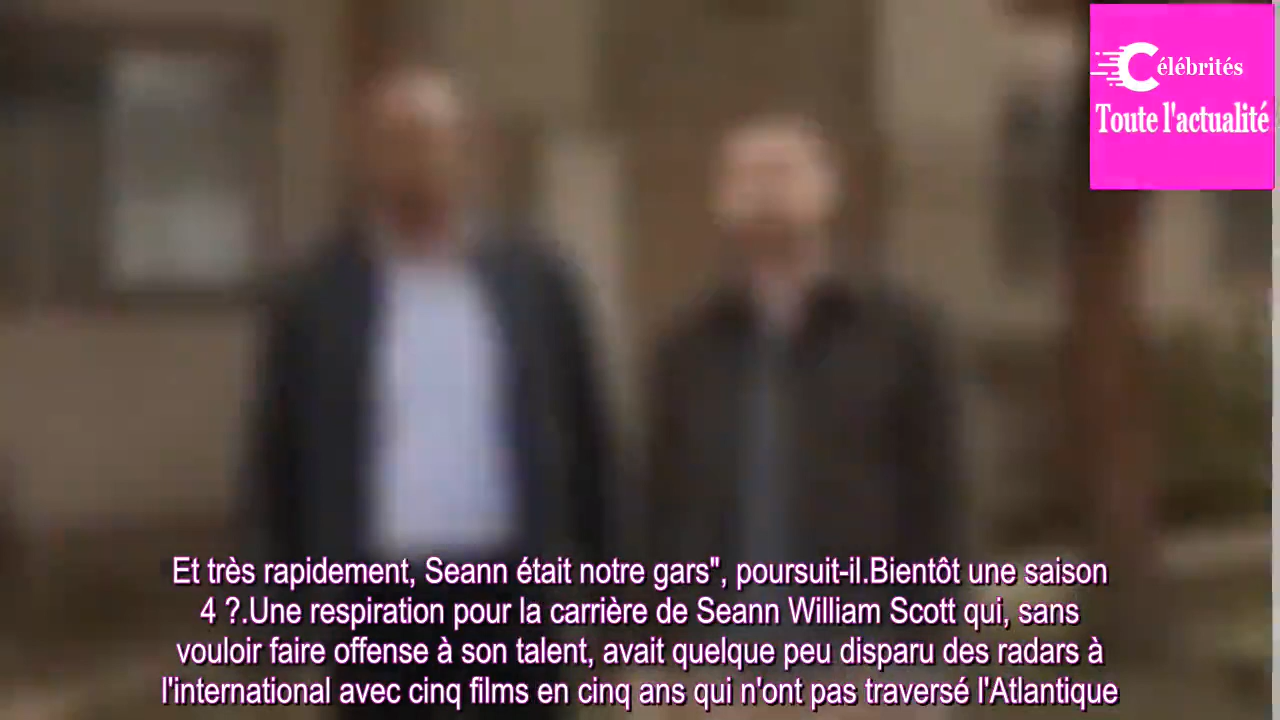 Célébrités
Toute l'actualité
Et très rapidement, Seann était notre gars", poursuit-il.Bientôt une saison
4 ?.Une respiration pour la carrière de Seann William Scott qui, sans
vouloir faire offense à son talent, avait quelque peu disparu des radars à
l'international avec cinq films en cinq ans qui n'ont pas traversé l'Atlantique